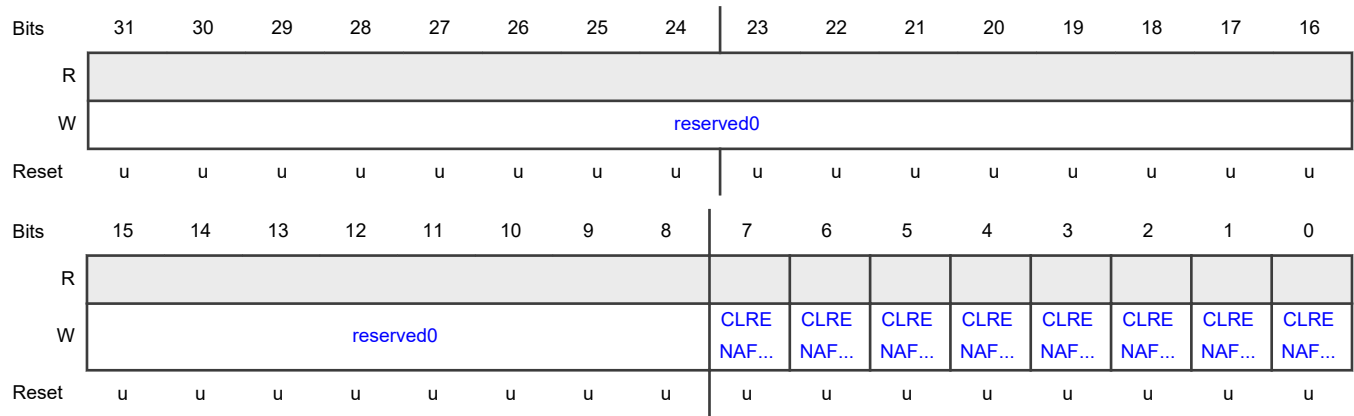 Bits 31 30 29 28 27 26 25 24 23 22 21 20 19 18 17 16
R
W reserved0
Reset u u u u u u u u u u u u u u u u
Bits 15 14 13 12 11 10 9 8 7 6 5 4 3 2 1 0
R
CLRE CLRE CLRE CLRE CLRE CLRE CLRE CLRE
W reserved0
NAF... NAF... NAF... NAF... NAF... NAF... NAF... NAF...
Reset u u u u u u u u u u u u u u u u